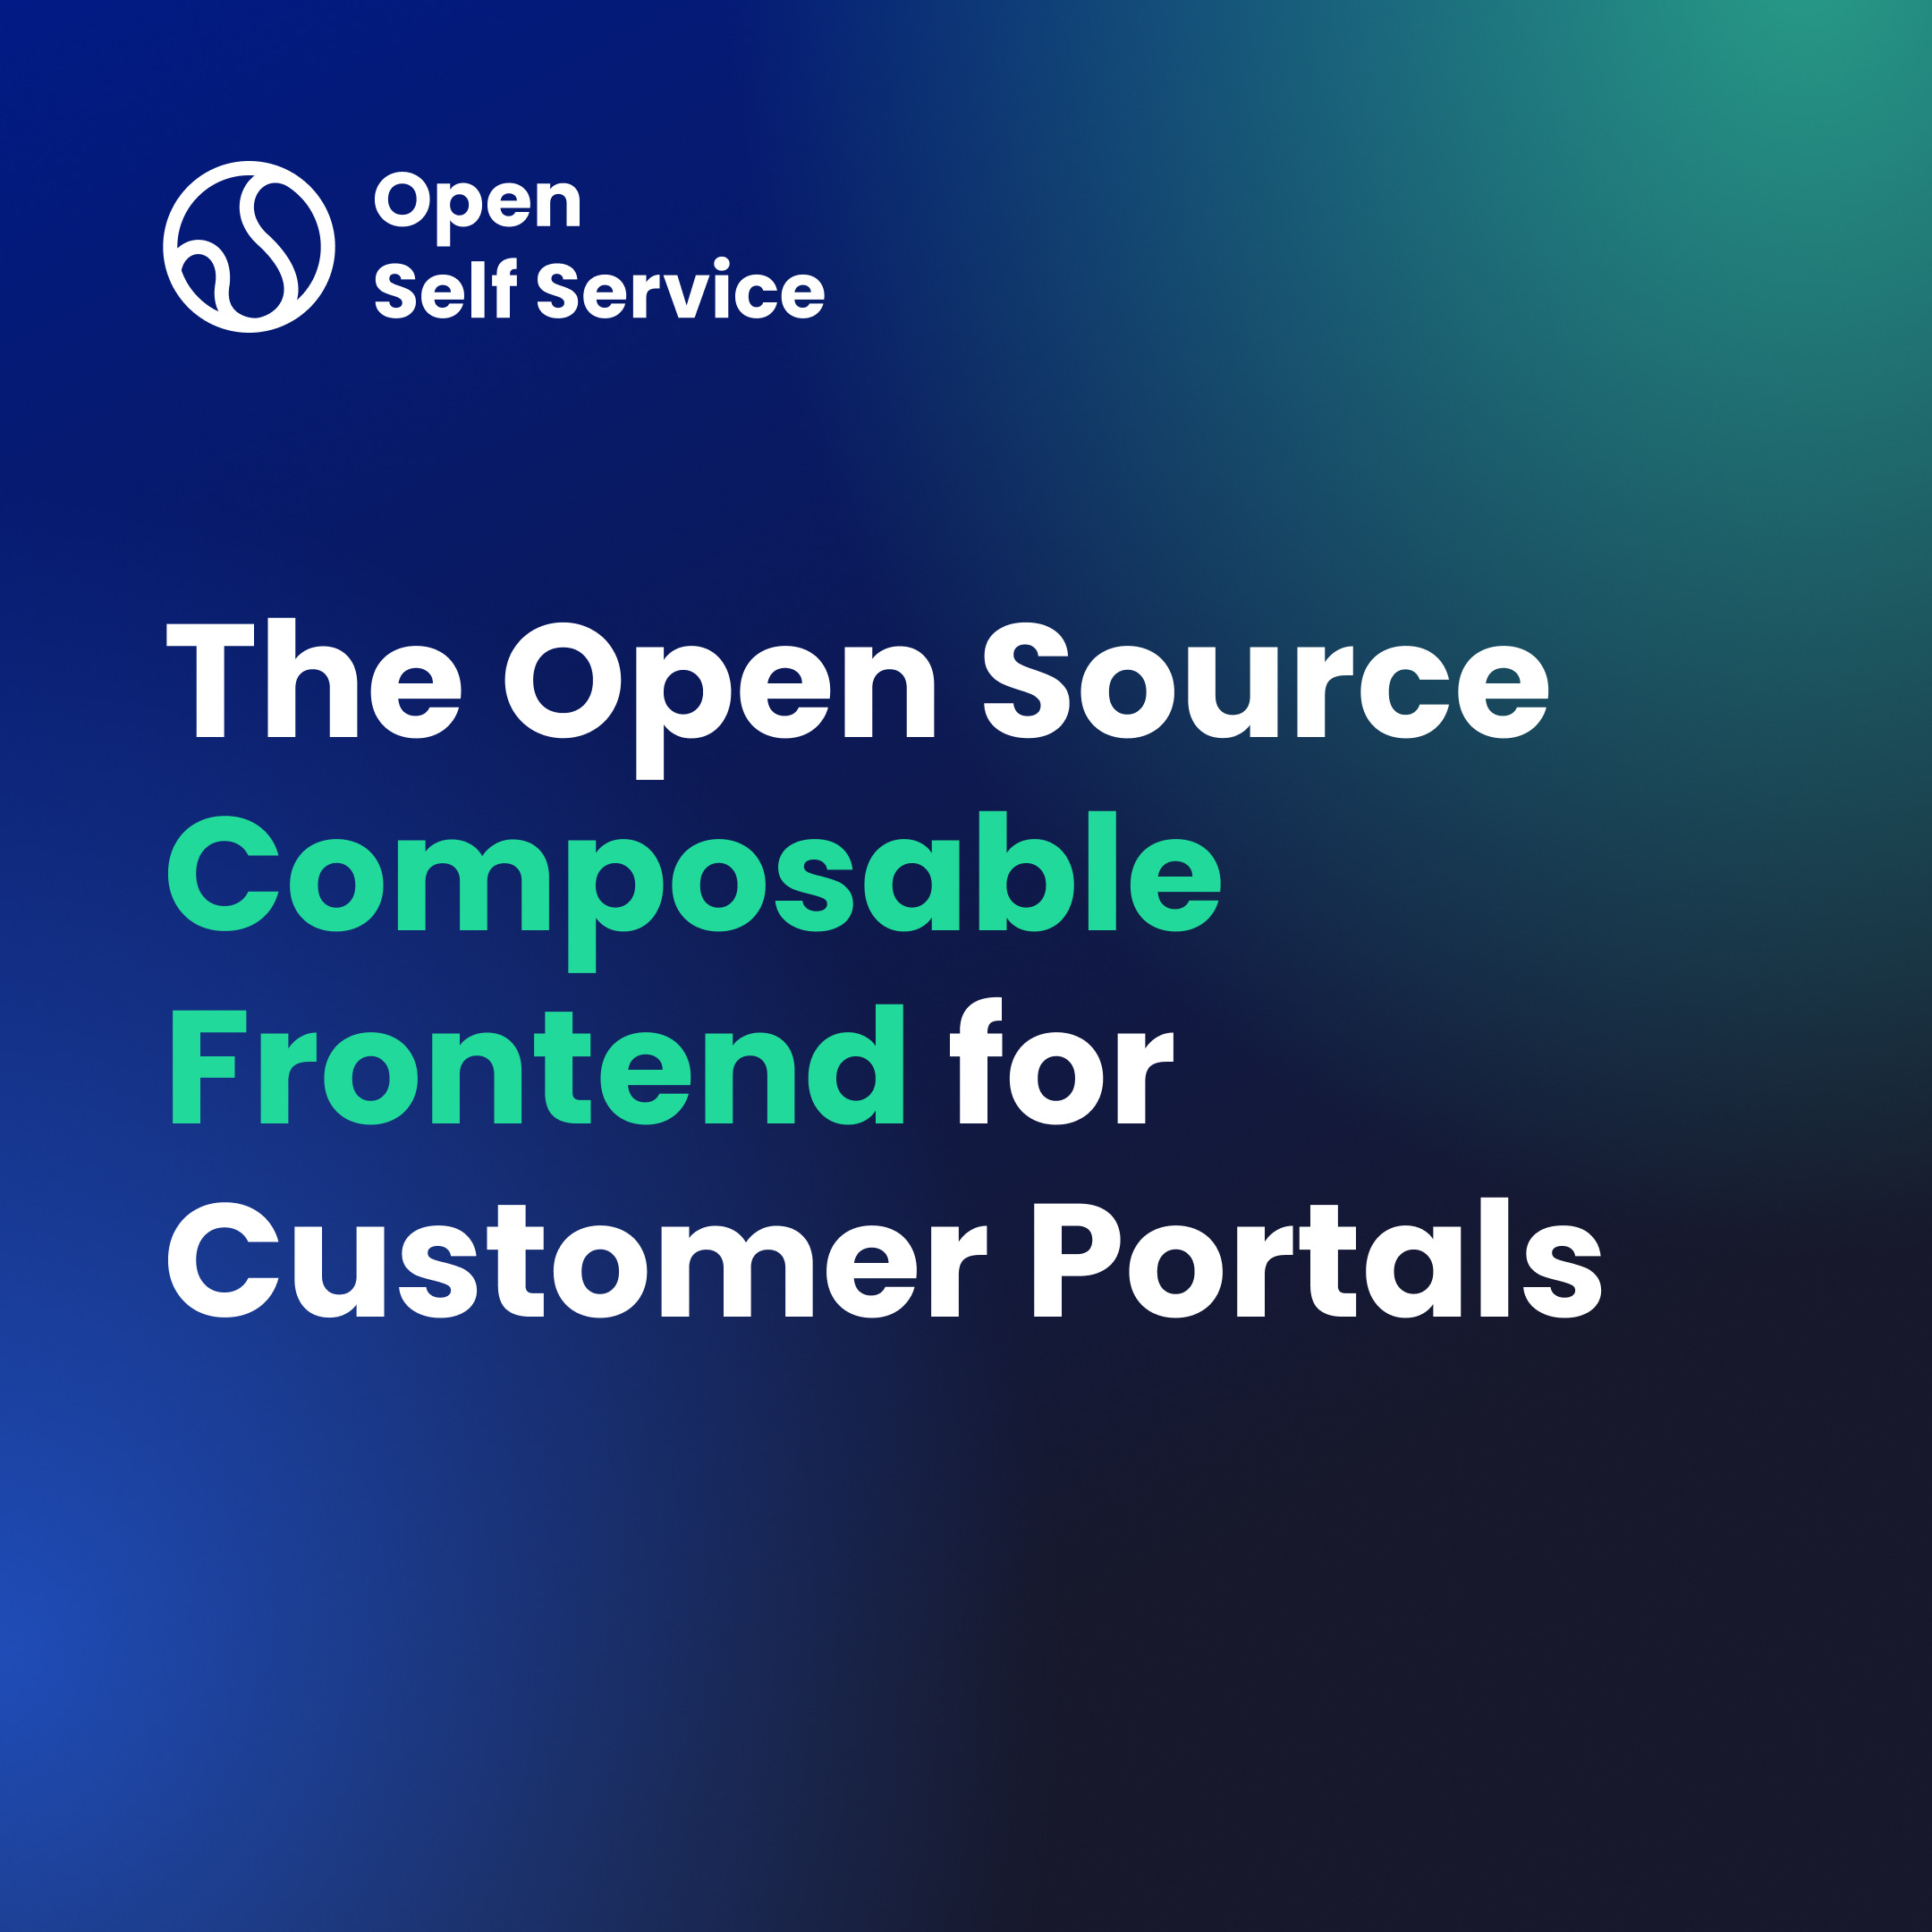 Open
Self Service
The Open Source
Composable
Frontend for
Customer Portals